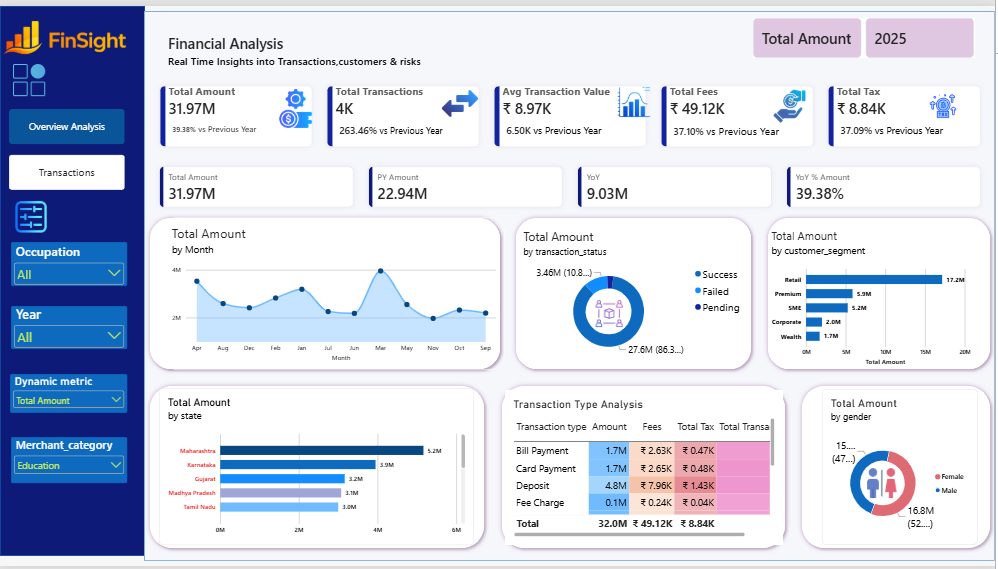 FinSight
Overview Analysis
Transactions
Occupation
All
Year
All
Dynamic metric
Total Amount
Merchant_category
Education
Financial Analysis
Real Time Insights into Transactions,customers & risks
Total Amount
2025
Total Amount
31.97M
39.38% vs Previous Year
Total Transactions
4K
263.46% vs Previous Year
Avg Transaction Value
₹ 8.97K
6.50K vs Previous Year
Total Fees
₹ 49.12K
37.10% vs Previous Year
Total Tax
₹ 8.84K
37.09% vs Previous Year
Total Amount
31.97M
PY Amount
22.94M
YoY
9.03M
YoY % Amount
39.38%
Total Amount
by Month
4M
2M
Apr Aug Dec Feb Jan Jul Jun Mar May Nov Oct Sep
Month
Total Amount
by transaction_status
3.46M (10.8...)
27.6M (86.3...)
Success
Failed
Pending
Total Amount
by customer_segment
Retail 17.2M
Premium 5.9M
SME 5.2M
Corporate 2.0M
Wealth 1.7M
0M 5M 10M 15M 20M
Total Amount
Total Amount
by state
Maharashtra 5.2M
Karnataka 3.9M
Gujarat 3.2M
Madhya Pradesh 3.1M
Tamil Nadu 3.0M
0M 2M 4M 6M
Transaction Type Analysis
Transaction type Amount Fees Total Tax Total Transa
Bill Payment 1.7M ₹ 2.63K ₹ 0.47K
Card Payment 1.7M ₹ 2.65K ₹ 0.48K
Deposit 4.8M ₹ 7.96K ₹ 1.43K
Fee Charge 0.1M ₹ 0.24K ₹ 0.04K
Total 32.0M ₹ 49.12K ₹ 8.84K
Total Amount
by gender
15....
(47...)
16.8M
(52....)
Female
Male